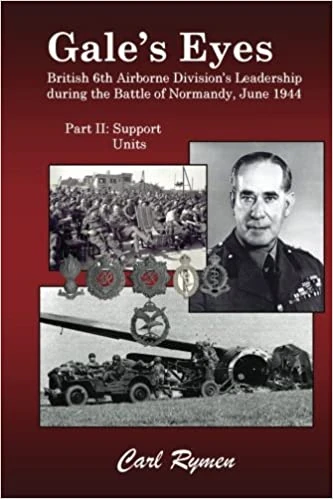 Gale's Eyes
British 6th Airborne Division's Leadership
during the Battle of Normandy, June 1944
Part II: Support
Units
Carl Rymen